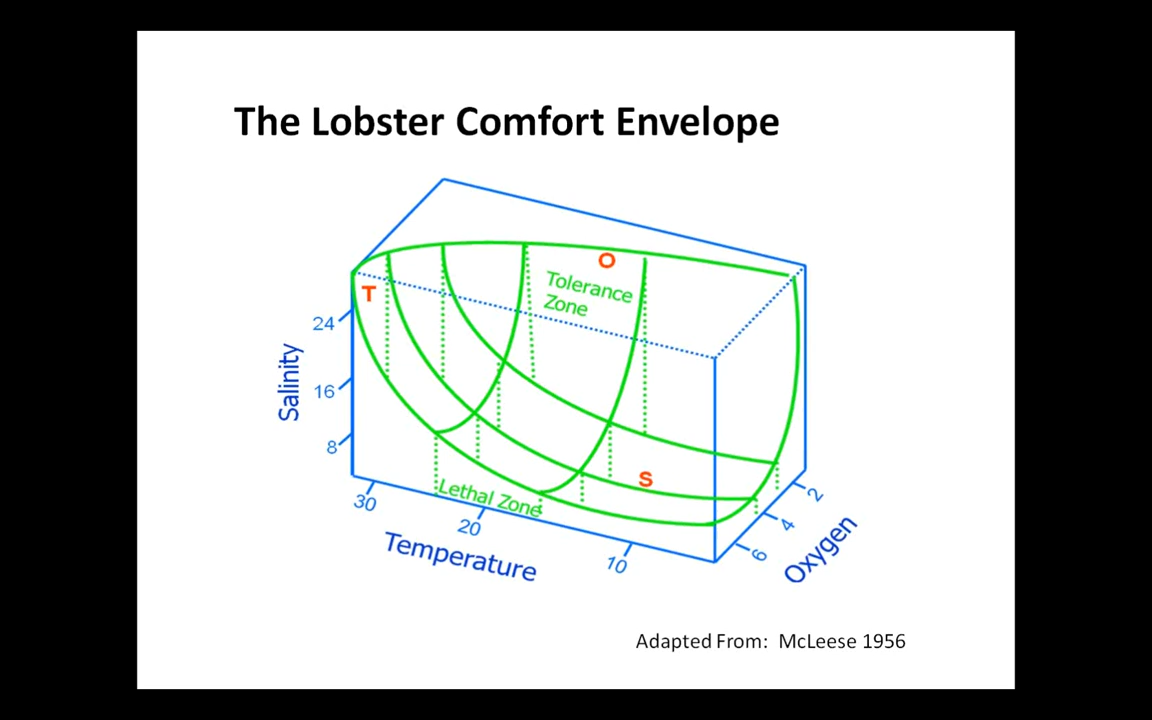 The Lobster Comfort Envelope
O
Tolerance
Zone
T
24
16
8
Salinity
S
Lethal Zone
30
20
10
Temperature
2
4
6
Oxygen
Adapted From: McLeese 1956